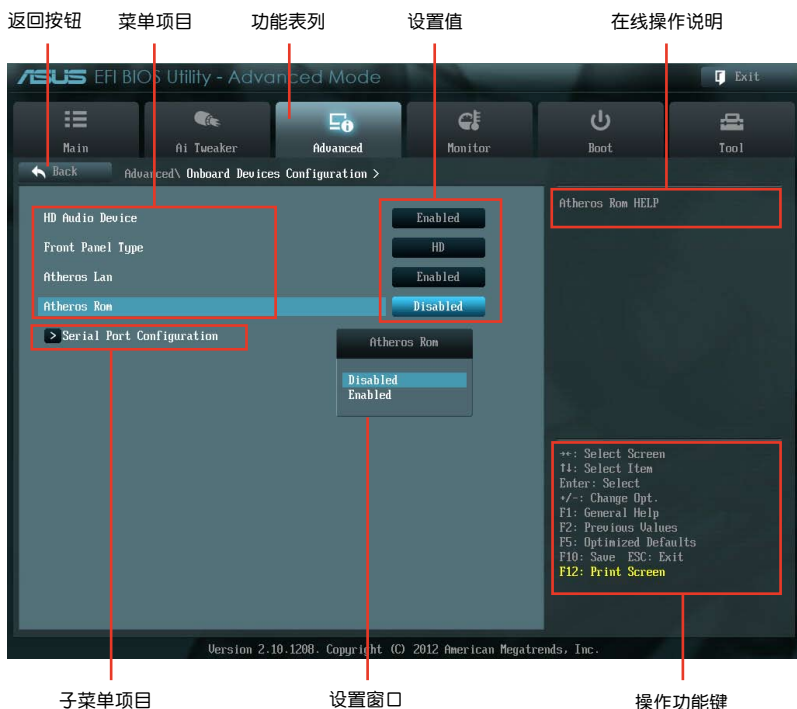 返回按钮 菜单项目 功能表列 设置值 在线操作说明
ASUS EFI BIOS Utility - Advanced Mode Exit
Main Ai Tweaker Advanced Monitor Boot Tool
Back Advanced\ Onboard Devices Configuration >
HD Audio Device Enabled
Front Panel Type HD
Atheros Lan Enabled
Atheros Rom Disabled
> Serial Port Configuration
Atheros Rom
Disabled
Enabled
Atheros Rom HELP
→←: Select Screen
↑↓: Select Item
Enter: Select
+/-: Change Opt.
F1: General Help
F2: Previous Values
F5: Optimized Defaults
F10: Save ESC: Exit
F12: Print Screen
Version 2.10.1208. Copyright (C) 2012 American Megatrends, Inc.
子菜单项目 设置窗口 操作功能键